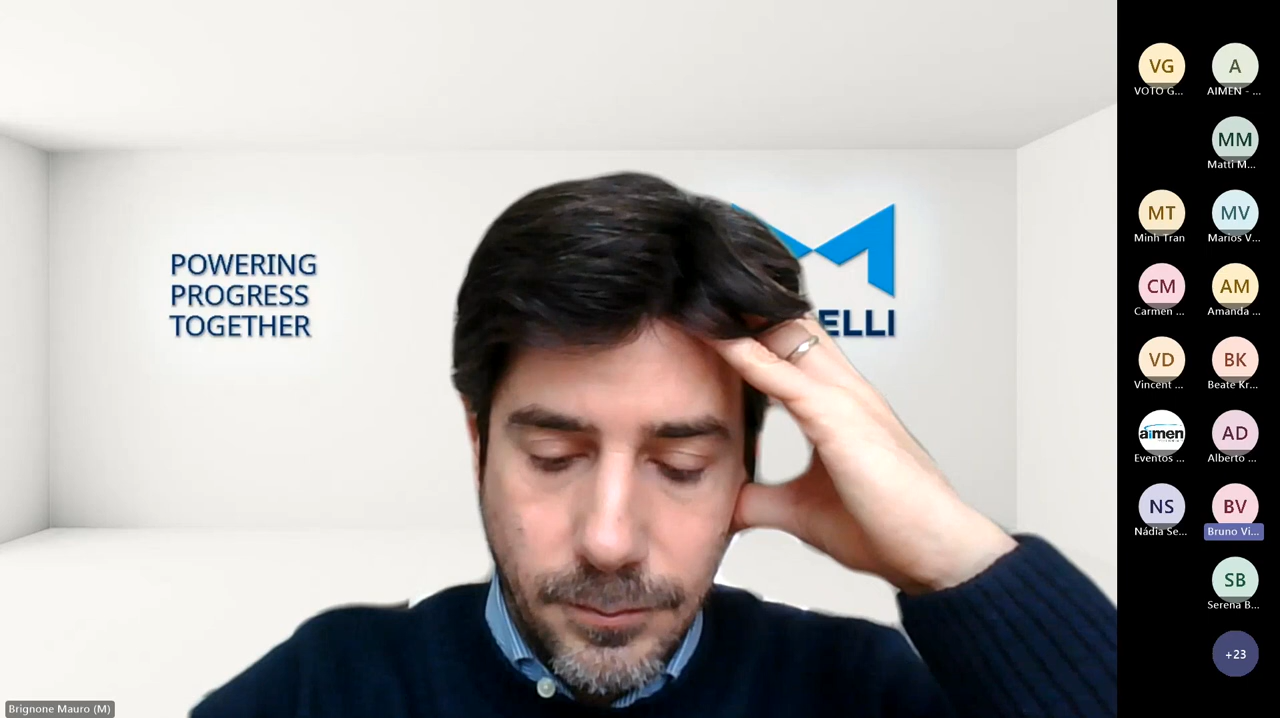 POWERING
PROGRESS
TOGETHER
ELLI
Brignone Mauro (M)
VG
VOTO G...
A
AIMEN - ...
MM
Matti M...
MT
Minh Tran
MV
Marios V...
CM
Carmen ...
AM
Amanda ...
VD
Vincent ...
BK
Beate Kr...
aimen
Eventos ...
AD
Alberto ...
NS
Nádia Se...
BV
Bruno Vi...
SB
Serena B...
+23